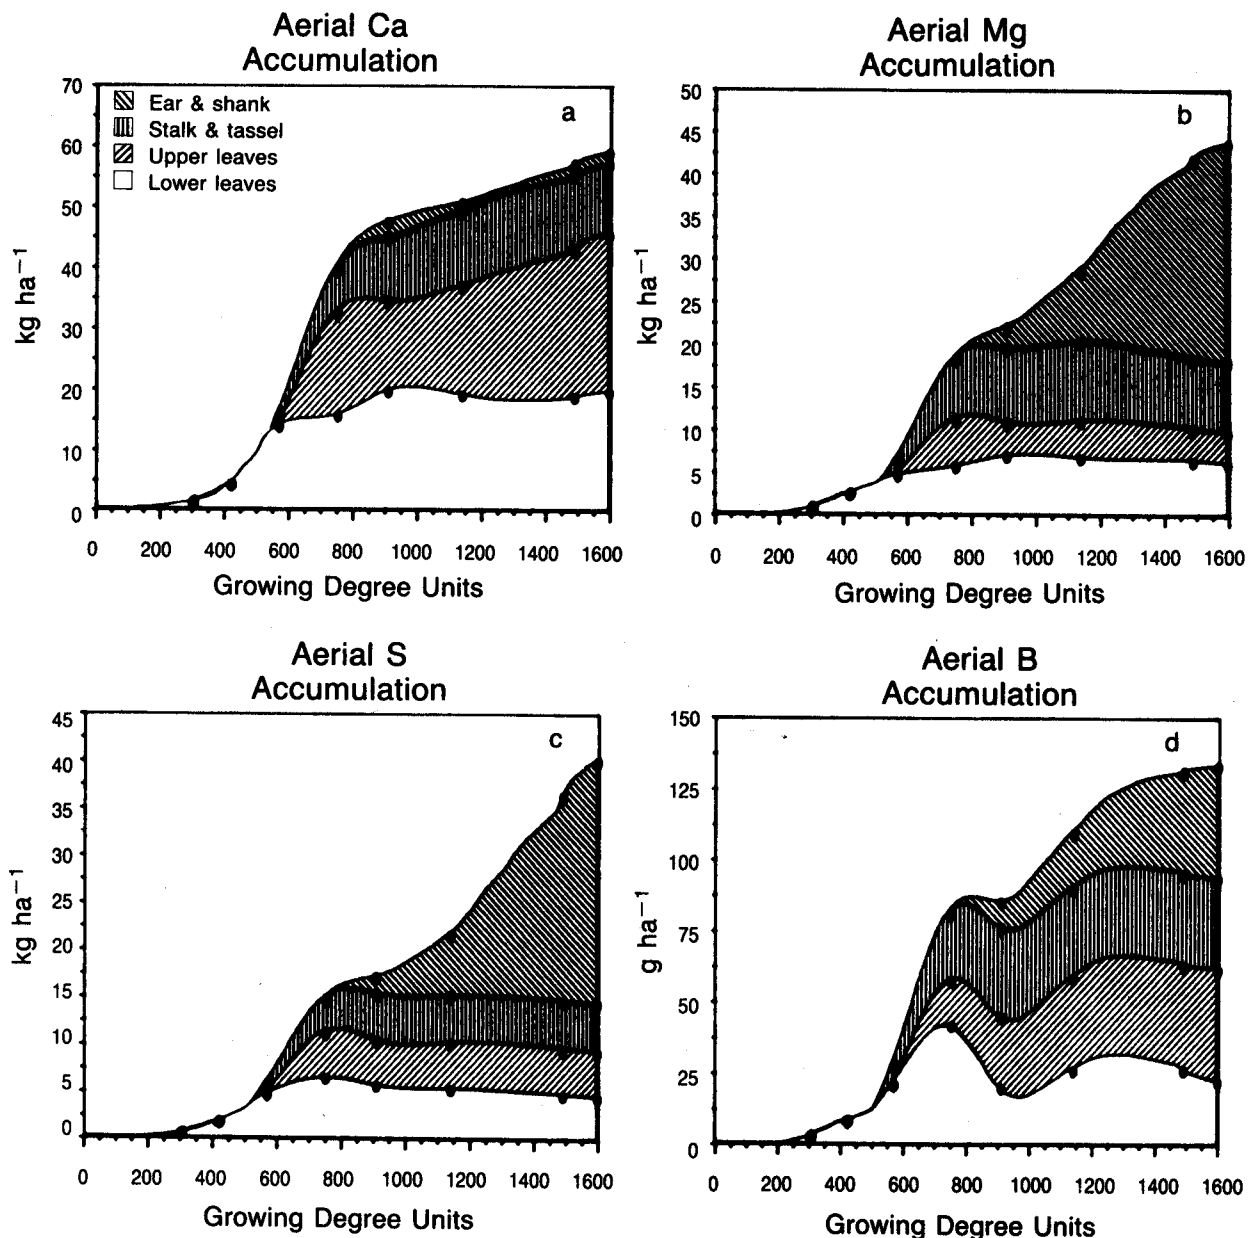 Aerial Ca
Accumulation
70
60
50
40
30
20
10
0
kg ha−1
a
Ear & shank
Stalk & tassel
Upper leaves
Lower leaves
0 200 400 600 800 1000 1200 1400 1600
Growing Degree Units
Aerial Mg
Accumulation
50
45
40
35
30
25
20
15
10
5
0
kg ha−1
b
0 200 400 600 800 1000 1200 1400 1600
Growing Degree Units
Aerial S
Accumulation
45
40
35
30
25
20
15
10
5
0
kg ha−1
c
0 200 400 600 800 1000 1200 1400 1600
Growing Degree Units
Aerial B
Accumulation
150
125
100
75
50
25
0
g ha−1
d
0 200 400 600 800 1000 1200 1400 1600
Growing Degree Units